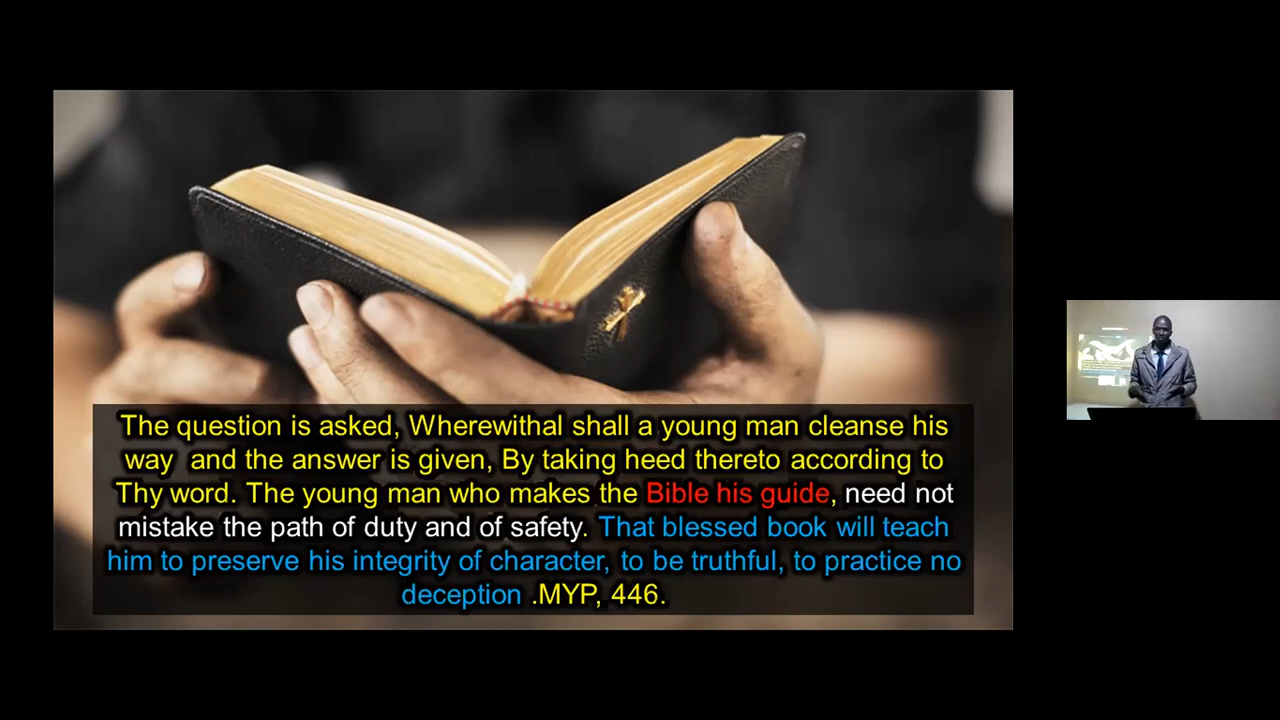 The question is asked, Wherewithal shall a young man cleanse his
way and the answer is given, By taking heed thereto according to
Thy word. The young man who makes the Bible his guide, need not
mistake the path of duty and of safety. That blessed book will teach
him to preserve his integrity of character, to be truthful, to practice no
deception .MYP, 446.